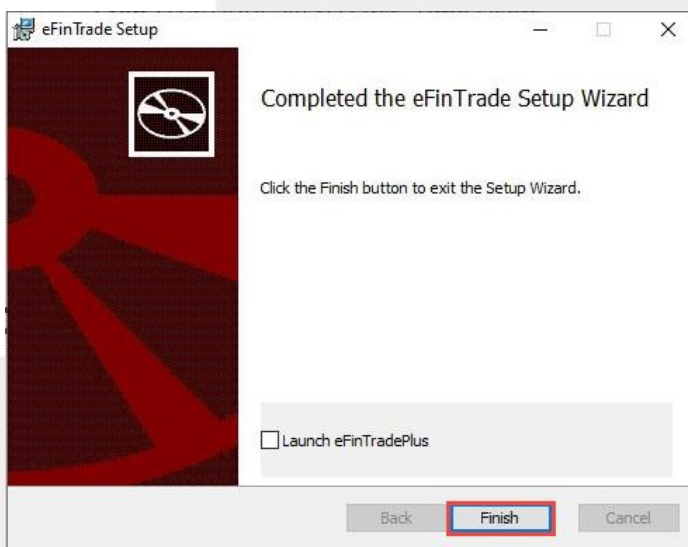 eFinTrade Setup
Completed the eFinTrade Setup Wizard
Click the Finish button to exit the Setup Wizard.
Launch eFinTradePlus
Back Finish Cancel